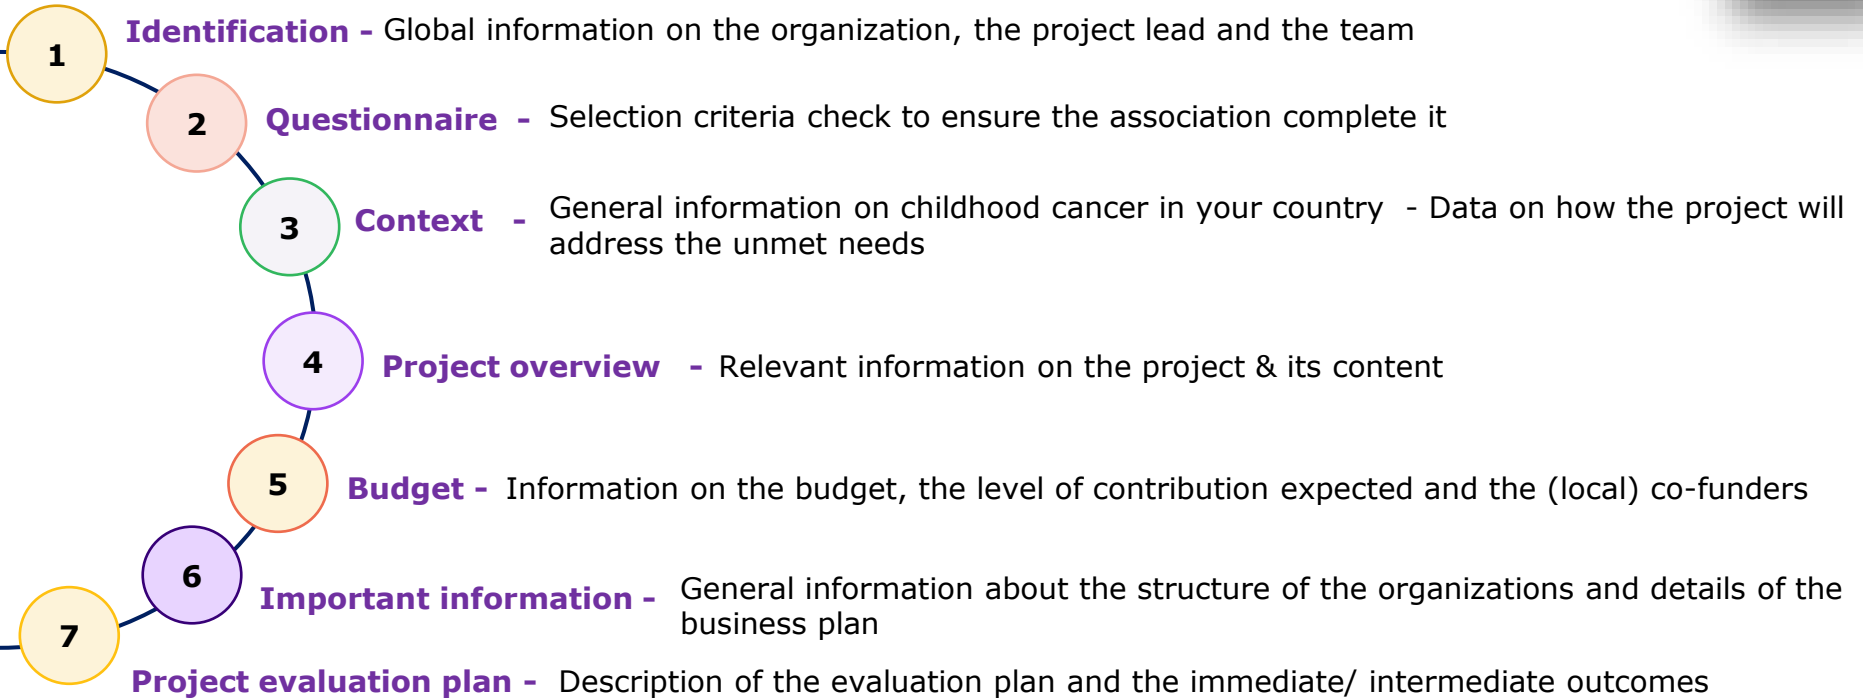 1
Identification - Global information on the organization, the project lead and the team
2
Questionnaire - Selection criteria check to ensure the association complete it
3
Context - General information on childhood cancer in your country - Data on how the project will
address the unmet needs
4
Project overview - Relevant information on the project & its content
5
Budget - Information on the budget, the level of contribution expected and the (local) co-funders
6
Important information - General information about the structure of the organizations and details of the
business plan
7
Project evaluation plan - Description of the evaluation plan and the immediate/ intermediate outcomes